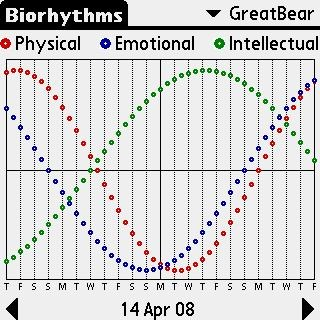 Biorhythms
GreatBear
Physical Emotional Intellectual
T F S S M T W T F S S M T W T F S S M T W T F
14 Apr 08